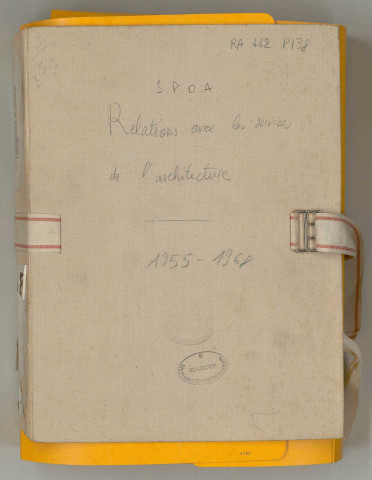 RA 462 P138
S P O A
Relations avec les services
de l'architecture
1955 - 1968